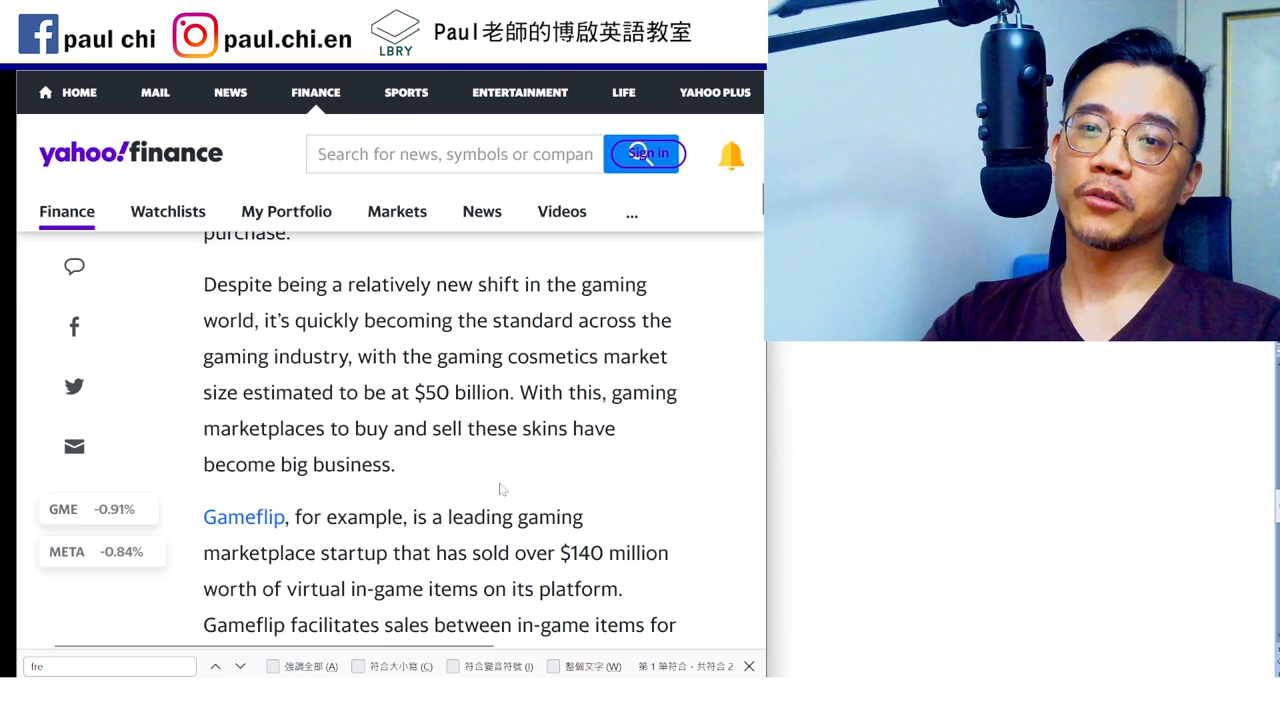 paul chi
paul.chi.en
LBRY
Paul老師的博啟英語教室
HOME MAIL NEWS FINANCE SPORTS ENTERTAINMENT LIFE YAHOO PLUS
yahoo!finance
Search for news, symbols or compan
Sign in
Finance Watchlists My Portfolio Markets News Videos ...
purchase.
Despite being a relatively new shift in the gaming
world, it’s quickly becoming the standard across the
gaming industry, with the gaming cosmetics market
size estimated to be at $50 billion. With this, gaming
marketplaces to buy and sell these skins have
become big business.
GME -0.91%
META -0.84%
Gameflip, for example, is a leading gaming
marketplace startup that has sold over $140 million
worth of virtual in-game items on its platform.
Gameflip facilitates sales between in-game items for
fre 強調全部 (A) 符合大小寫 (C) 符合變音符號 (I) 整個文字 (W) 第 1 筆符合，共符合 2